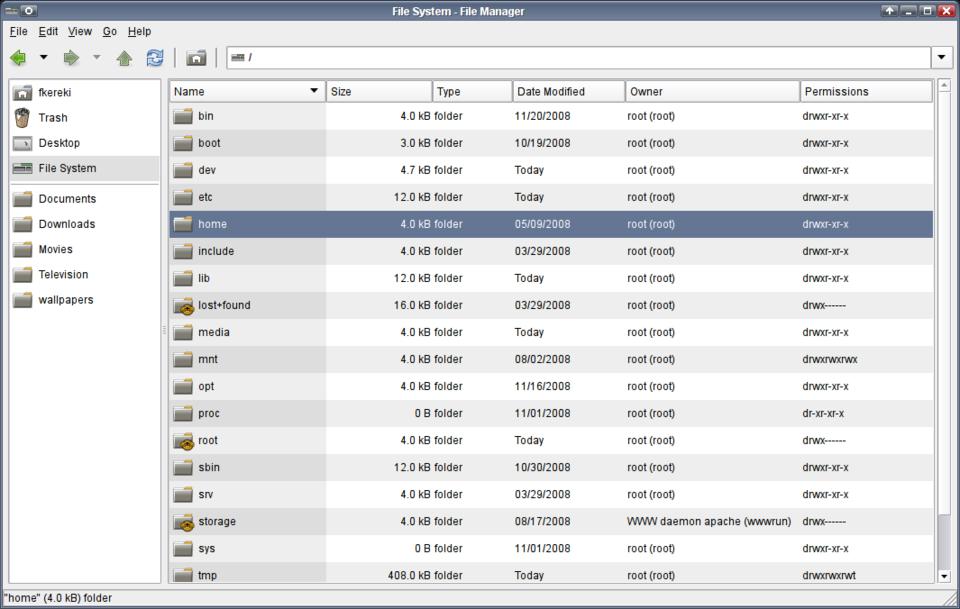 File System - File Manager
File Edit View Go Help
/
fkereki
Trash
Desktop
File System
Documents
Downloads
Movies
Television
wallpapers
Name Size Type Date Modified Owner Permissions
bin 4.0 kB folder 11/20/2008 root (root) drwxr-xr-x
boot 3.0 kB folder 10/19/2008 root (root) drwxr-xr-x
dev 4.7 kB folder Today root (root) drwxr-xr-x
etc 12.0 kB folder Today root (root) drwxr-xr-x
home 4.0 kB folder 05/09/2008 root (root) drwxr-xr-x
include 4.0 kB folder 03/29/2008 root (root) drwxr-xr-x
lib 12.0 kB folder Today root (root) drwxr-xr-x
lost+found 16.0 kB folder 03/29/2008 root (root) drwx------
media 4.0 kB folder Today root (root) drwxr-xr-x
mnt 4.0 kB folder 08/02/2008 root (root) drwxrwxrwx
opt 4.0 kB folder 11/16/2008 root (root) drwxr-xr-x
proc 0 B folder 11/01/2008 root (root) dr-xr-xr-x
root 4.0 kB folder Today root (root) drwx------
sbin 12.0 kB folder 10/30/2008 root (root) drwxr-xr-x
srv 4.0 kB folder 03/29/2008 root (root) drwxr-xr-x
storage 4.0 kB folder 08/17/2008 WWW daemon apache (wwwrun) drwx------
sys 0 B folder 11/01/2008 root (root) drwxr-xr-x
tmp 408.0 kB folder Today root (root) drwxrwxrwt
"home" (4.0 kB) folder